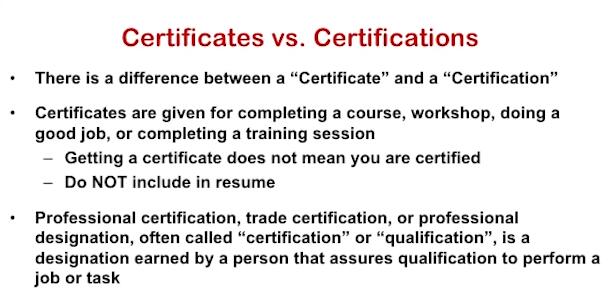 Certificates vs. Certifications
• There is a difference between a “Certificate” and a “Certification”
• Certificates are given for completing a course, workshop, doing a
good job, or completing a training session
– Getting a certificate does not mean you are certified
– Do NOT include in resume
• Professional certification, trade certification, or professional
designation, often called “certification” or “qualification”, is a
designation earned by a person that assures qualification to perform a
job or task